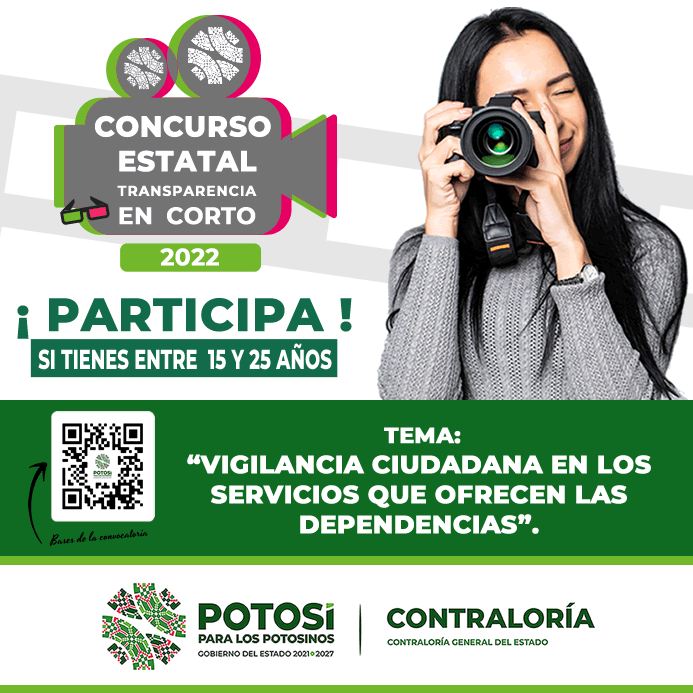 CONCURSO
ESTATAL
TRANSPARENCIA
EN CORTO
2022
¡ PARTICIPA !
SI TIENES ENTRE 15 Y 25 AÑOS
POTOSÍ
Bases de la convocatoria
TEMA:
“VIGILANCIA CIUDADANA EN LOS
SERVICIOS QUE OFRECEN LAS
DEPENDENCIAS”.
POTOSÍ
PARA LOS POTOSINOS
GOBIERNO DEL ESTADO 2021•2027
CONTRALORÍA
CONTRALORÍA GENERAL DEL ESTADO